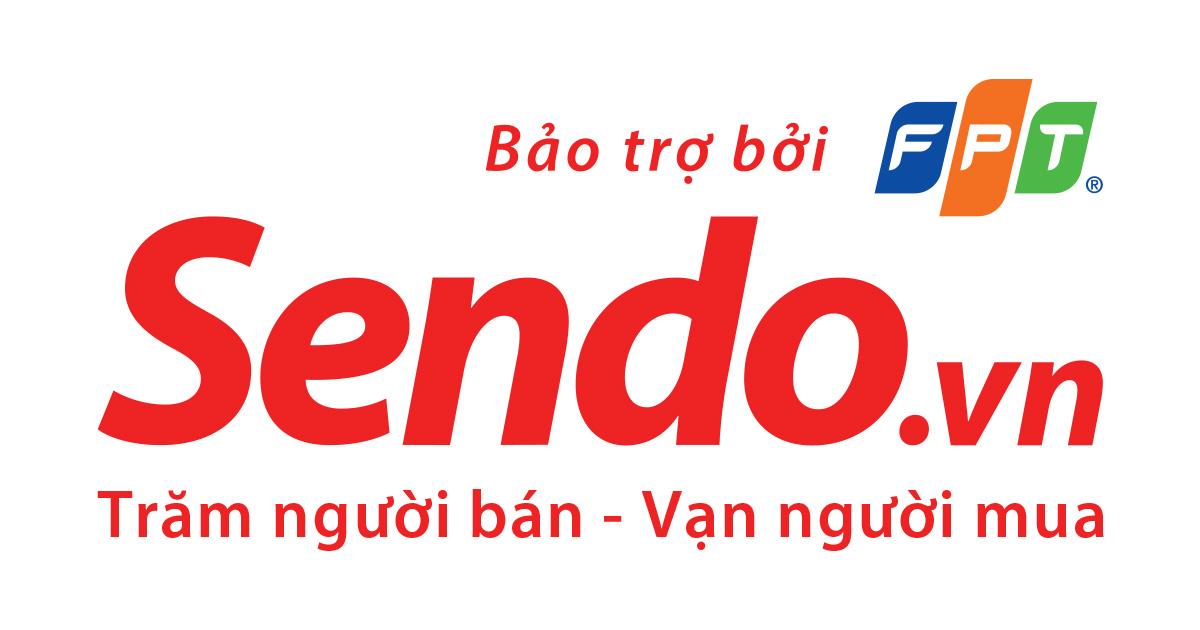 Bảo trợ bởi FPT®
Sendo.vn
Trăm người bán - Vạn người mua